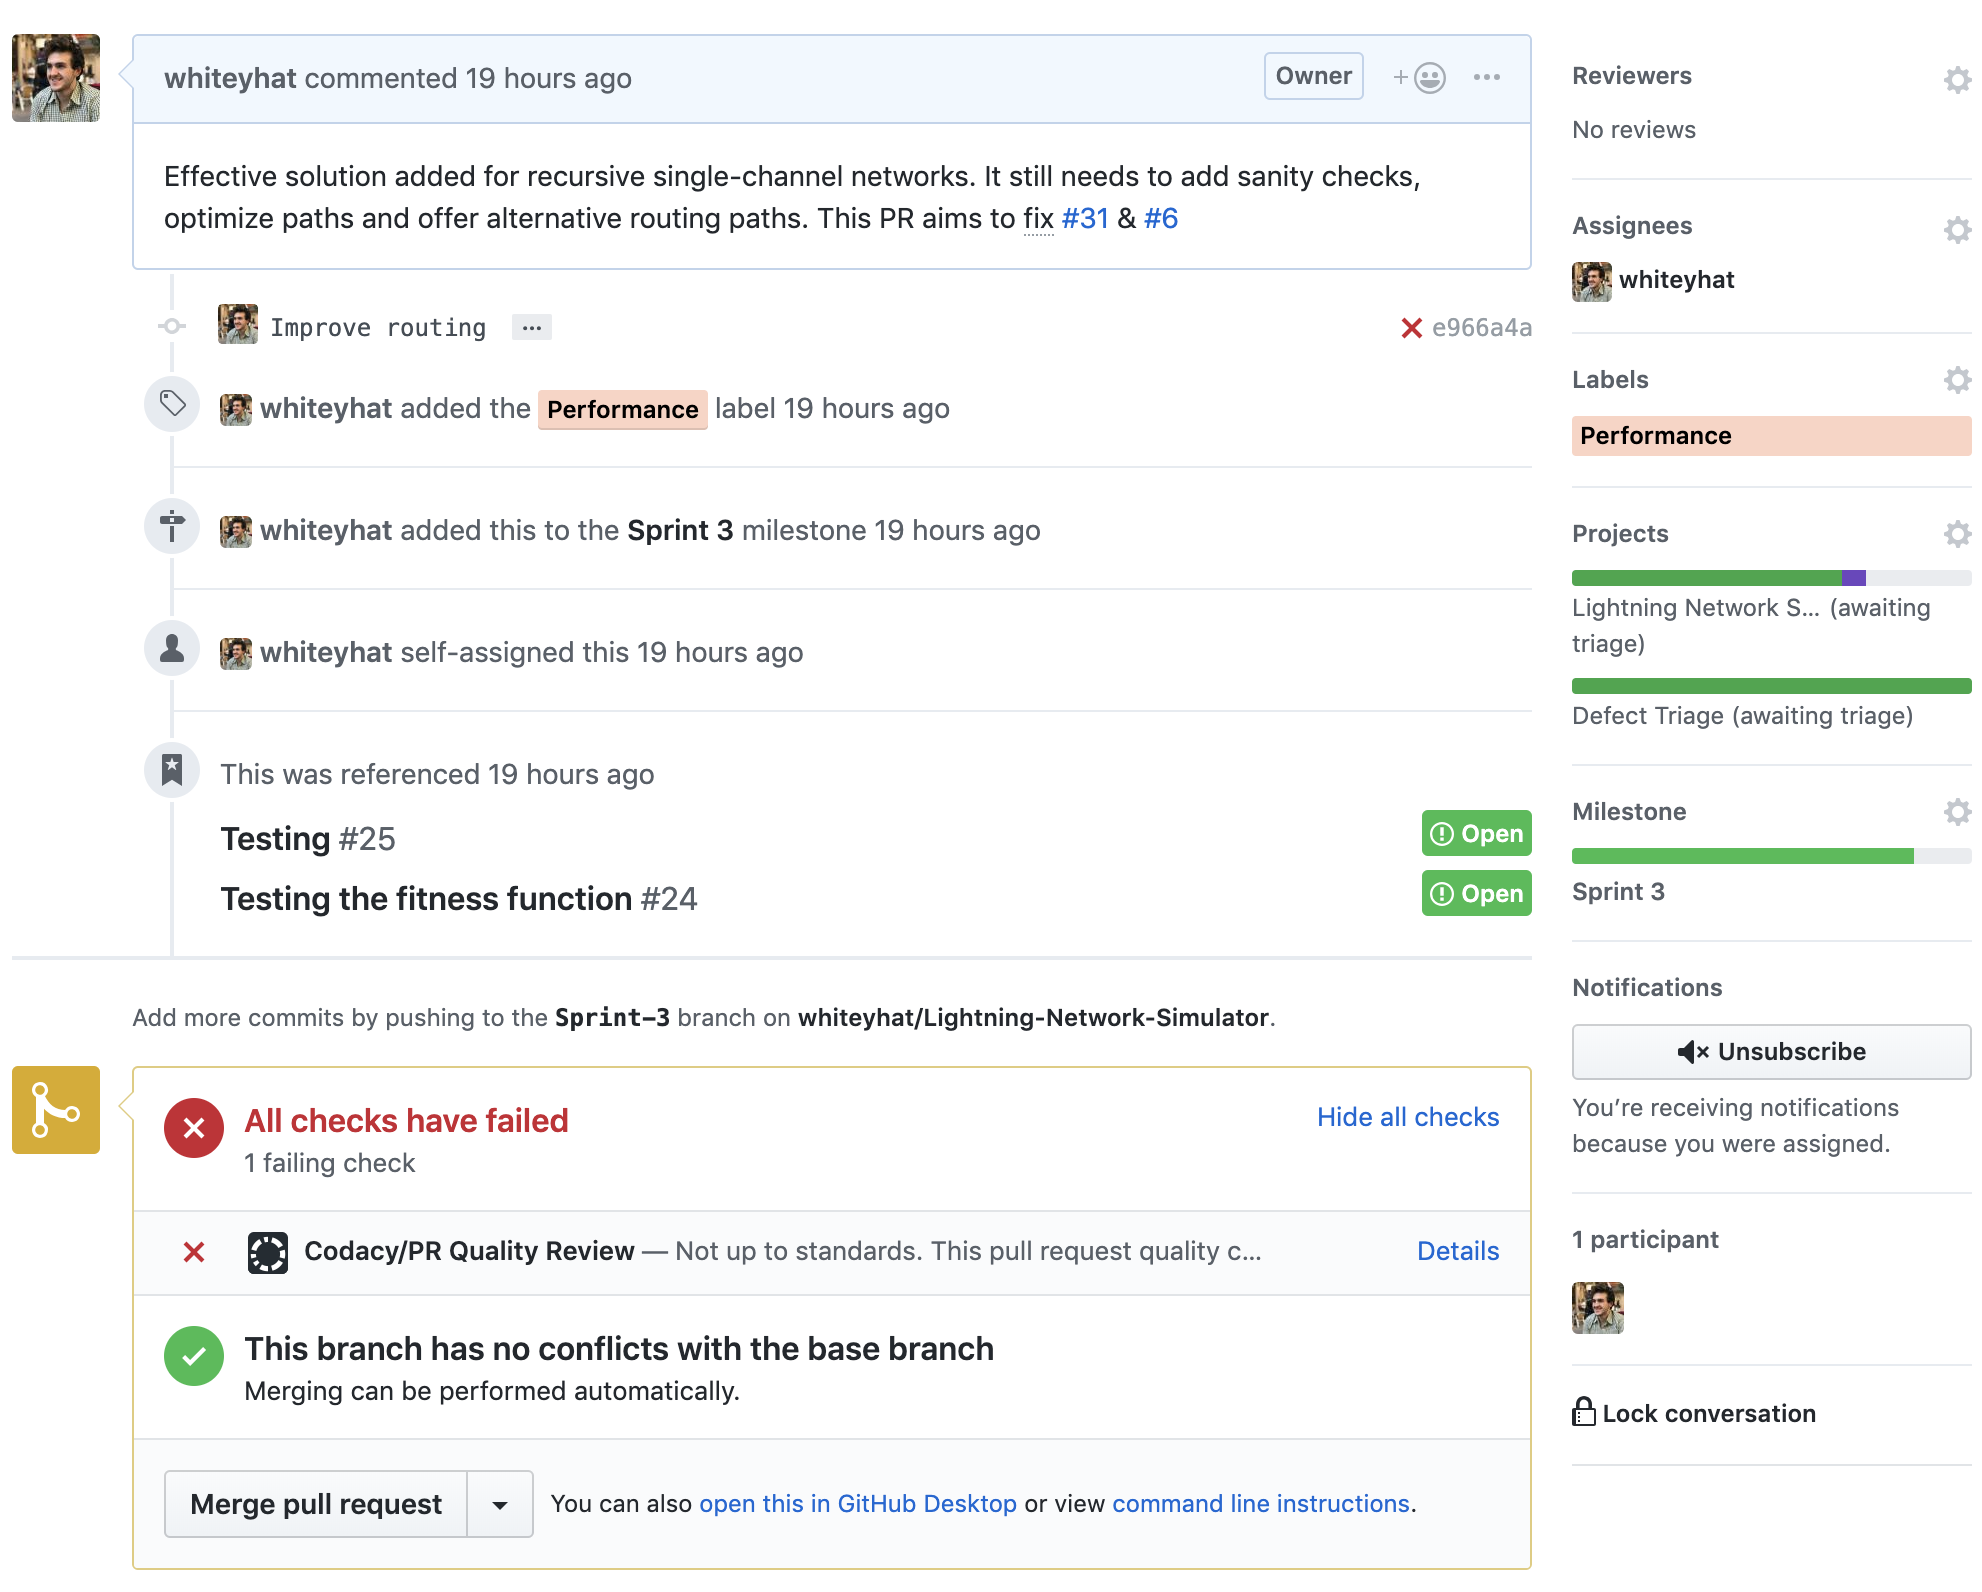 whiteyhat commented 19 hours ago
Owner
Effective solution added for recursive single-channel networks. It still needs to add sanity checks,
optimize paths and offer alternative routing paths. This PR aims to fix #31 & #6
Improve routing ...
e966a4a
whiteyhat added the Performance label 19 hours ago
whiteyhat added this to the Sprint 3 milestone 19 hours ago
whiteyhat self-assigned this 19 hours ago
This was referenced 19 hours ago
Testing #25
Open
Testing the fitness function #24
Open
Add more commits by pushing to the Sprint-3 branch on whiteyhat/Lightning-Network-Simulator.
All checks have failed
Hide all checks
1 failing check
Codacy/PR Quality Review — Not up to standards. This pull request quality c...
Details
This branch has no conflicts with the base branch
Merging can be performed automatically.
Merge pull request
You can also open this in GitHub Desktop or view command line instructions.
Reviewers
No reviews
Assignees
whiteyhat
Labels
Performance
Projects
Lightning Network S... (awaiting
triage)
Defect Triage (awaiting triage)
Milestone
Sprint 3
Notifications
Unsubscribe
You’re receiving notifications
because you were assigned.
1 participant
Lock conversation